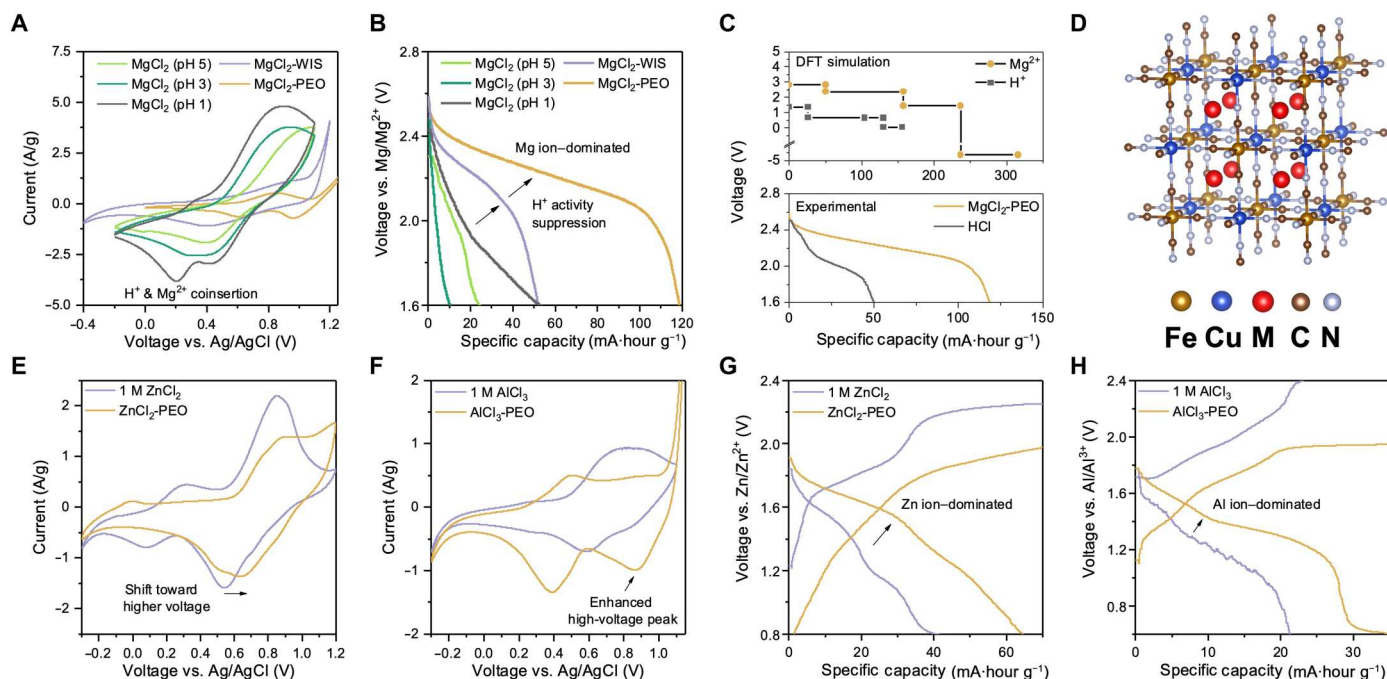 A
7.5
5.0
2.5
0.0
−2.5
−5.0
−0.4
0.0
0.4
0.8
1.2
Current (A/g)
Voltage vs. Ag/AgCl (V)
MgCl2 (pH 5)
MgCl2 (pH 3)
MgCl2 (pH 1)
MgCl2-WIS
MgCl2-PEO
H+ & Mg2+ coinsertion
B
2.8
2.4
2.0
1.6
0
20
40
60
80
100
120
Voltage vs. Mg/Mg2+ (V)
Specific capacity (mA·hour g−1)
MgCl2 (pH 5)
MgCl2 (pH 3)
MgCl2 (pH 1)
MgCl2-WIS
MgCl2-PEO
Mg ion–dominated
H+ activity
suppression
C
5
4
3
2
1
0
−5
DFT simulation
Mg2+
H+
0
100
200
300
Voltage (V)
2.8
2.4
2.0
1.6
Experimental
MgCl2-PEO
HCl
0
50
100
150
Specific capacity (mA·hour g−1)
D
Fe Cu M C N
E
2
1
0
−1
−2
−0.2
0.0
0.2
0.4
0.6
0.8
1.0
1.2
Current (A/g)
Voltage vs. Ag/AgCl (V)
1 M ZnCl2
ZnCl2-PEO
Shift toward
higher voltage
F
2
1
0
−1
−2
−0.2
0.0
0.2
0.4
0.6
0.8
1.0
Current (A/g)
Voltage vs. Ag/AgCl (V)
1 M AlCl3
AlCl3-PEO
Enhanced
high-voltage peak
G
2.4
2.0
1.6
1.2
0.8
0
20
40
60
Voltage vs. Zn/Zn2+ (V)
Specific capacity (mA·hour g−1)
1 M ZnCl2
ZnCl2-PEO
Zn ion–dominated
H
2.4
2.0
1.6
1.2
0.8
0
10
20
30
Voltage vs. Al/Al3+ (V)
Specific capacity (mA·hour g−1)
1 M AlCl3
AlCl3-PEO
Al ion–dominated